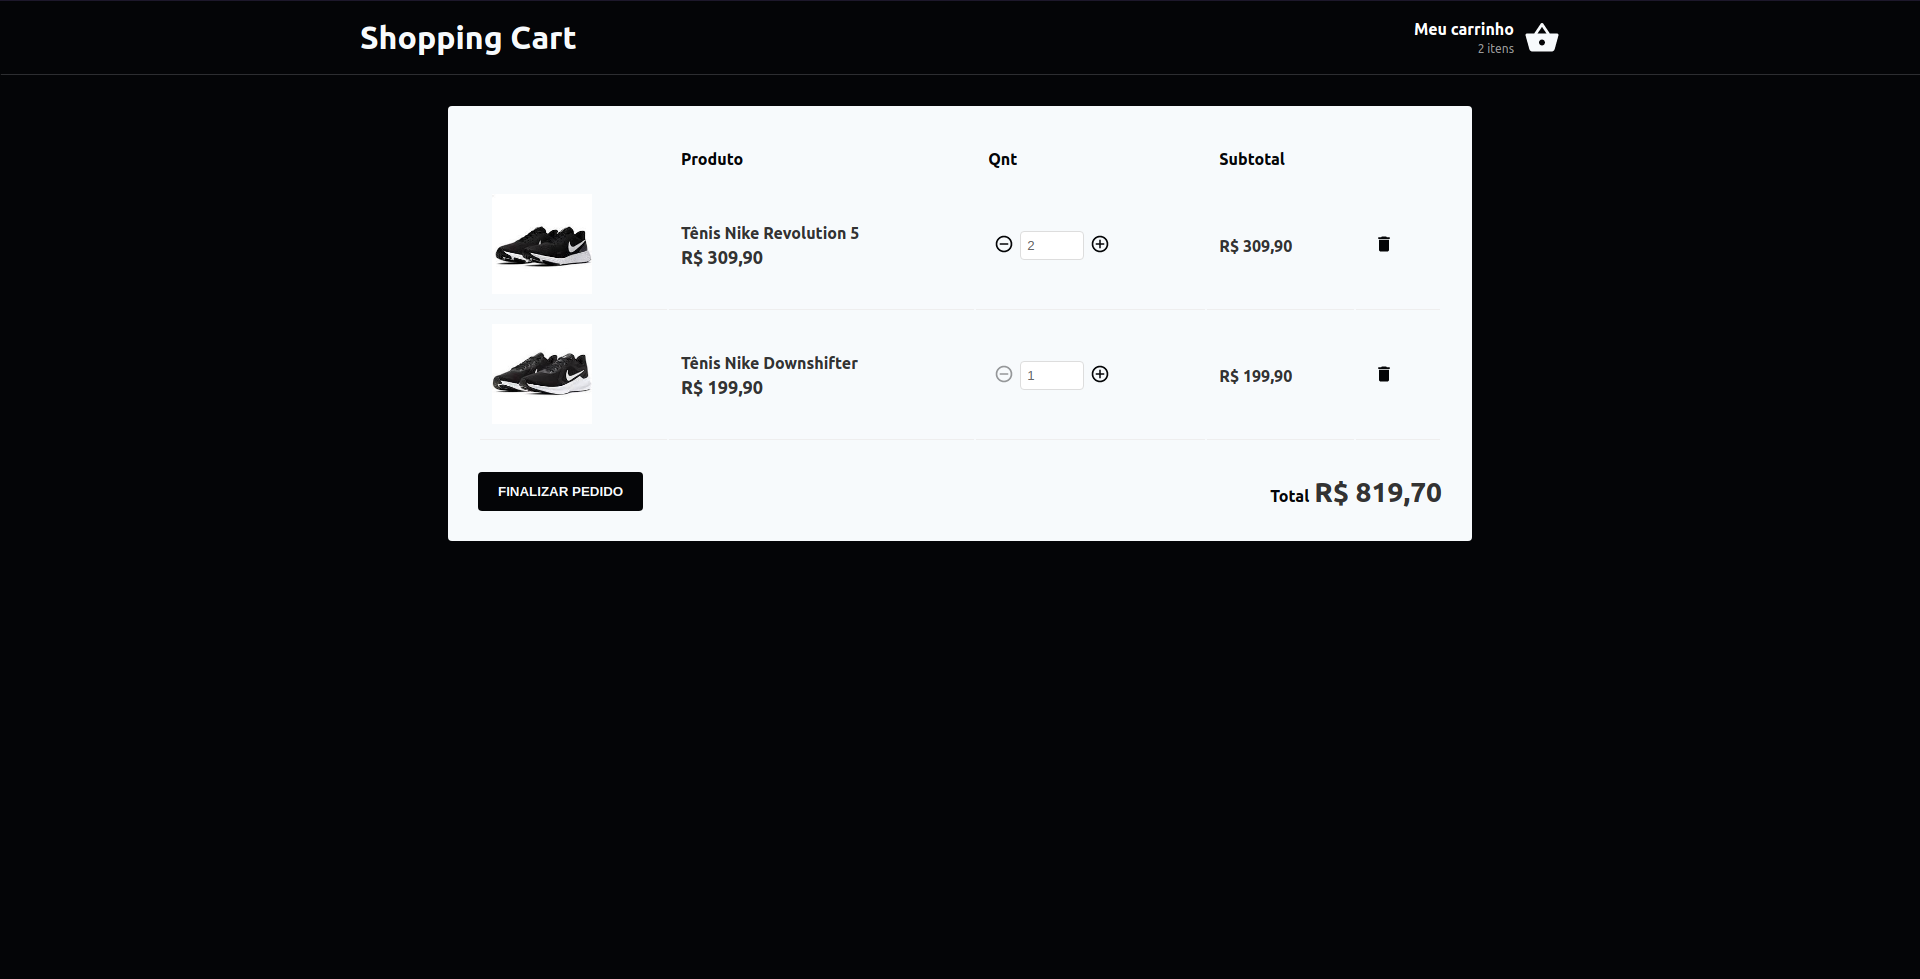 Shopping Cart
Meu carrinho
2 itens
Produto Qnt Subtotal
Tênis Nike Revolution 5
R$ 309,90
2
R$ 309,90
Tênis Nike Downshifter
R$ 199,90
1
R$ 199,90
FINALIZAR PEDIDO
Total R$ 819,70